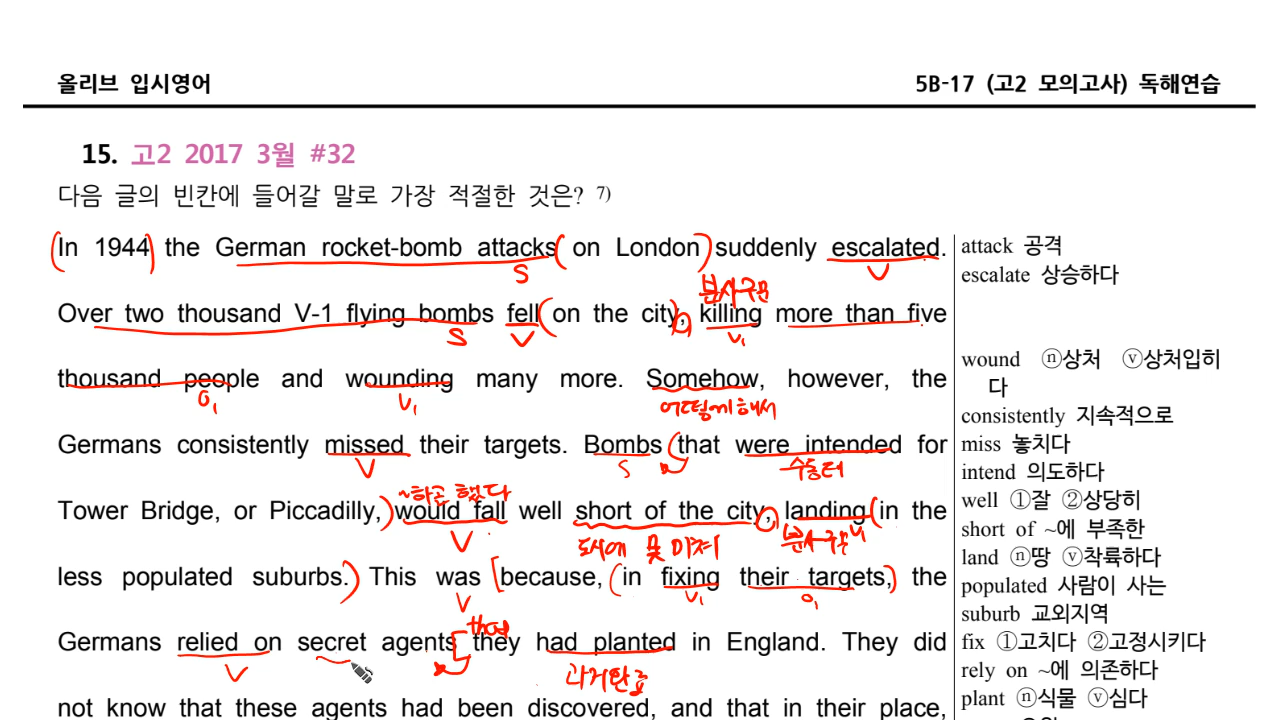 올리브 입시영어 5B-17 (고2 모의고사) 독해연습
15. 고2 2017 3월 #32
다음 글의 빈칸에 들어갈 말로 가장 적절한 것은? 7)
In 1944 the German rocket-bomb attacks on London suddenly escalated. attack 공격
escalate 상승하다
S V
분사구문
Over two thousand V-1 flying bombs fell on the city, killing more than five
S V V1
wound ⓝ상처 ⓥ상처입히
thousand people and wounding many more. Somehow, however, the 다
O1 V1 어떻게해서
consistently 지속적으로
Germans consistently missed their targets. Bombs that were intended for miss 놓치다
V S 수동태
intend 의도하다
~하곤 했다
well ①잘 ②상당히
Tower Bridge, or Piccadilly, would fall well short of the city, landing in the
short of ~에 부족한
V 도시에 못 미쳐 분사구문 V1
land ⓝ땅 ⓥ착륙하다
less populated suburbs. This was because, in fixing their targets, the populated 사람이 사는
V V1 O1
suburb 교외지역
that
Germans relied on secret agents they had planted in England. They did fix ①고치다 ②고정시키다
V 과거완료
rely on ~에 의존하다
plant ⓝ식물 ⓥ심다
not know that these agents had been discovered, and that in their place,